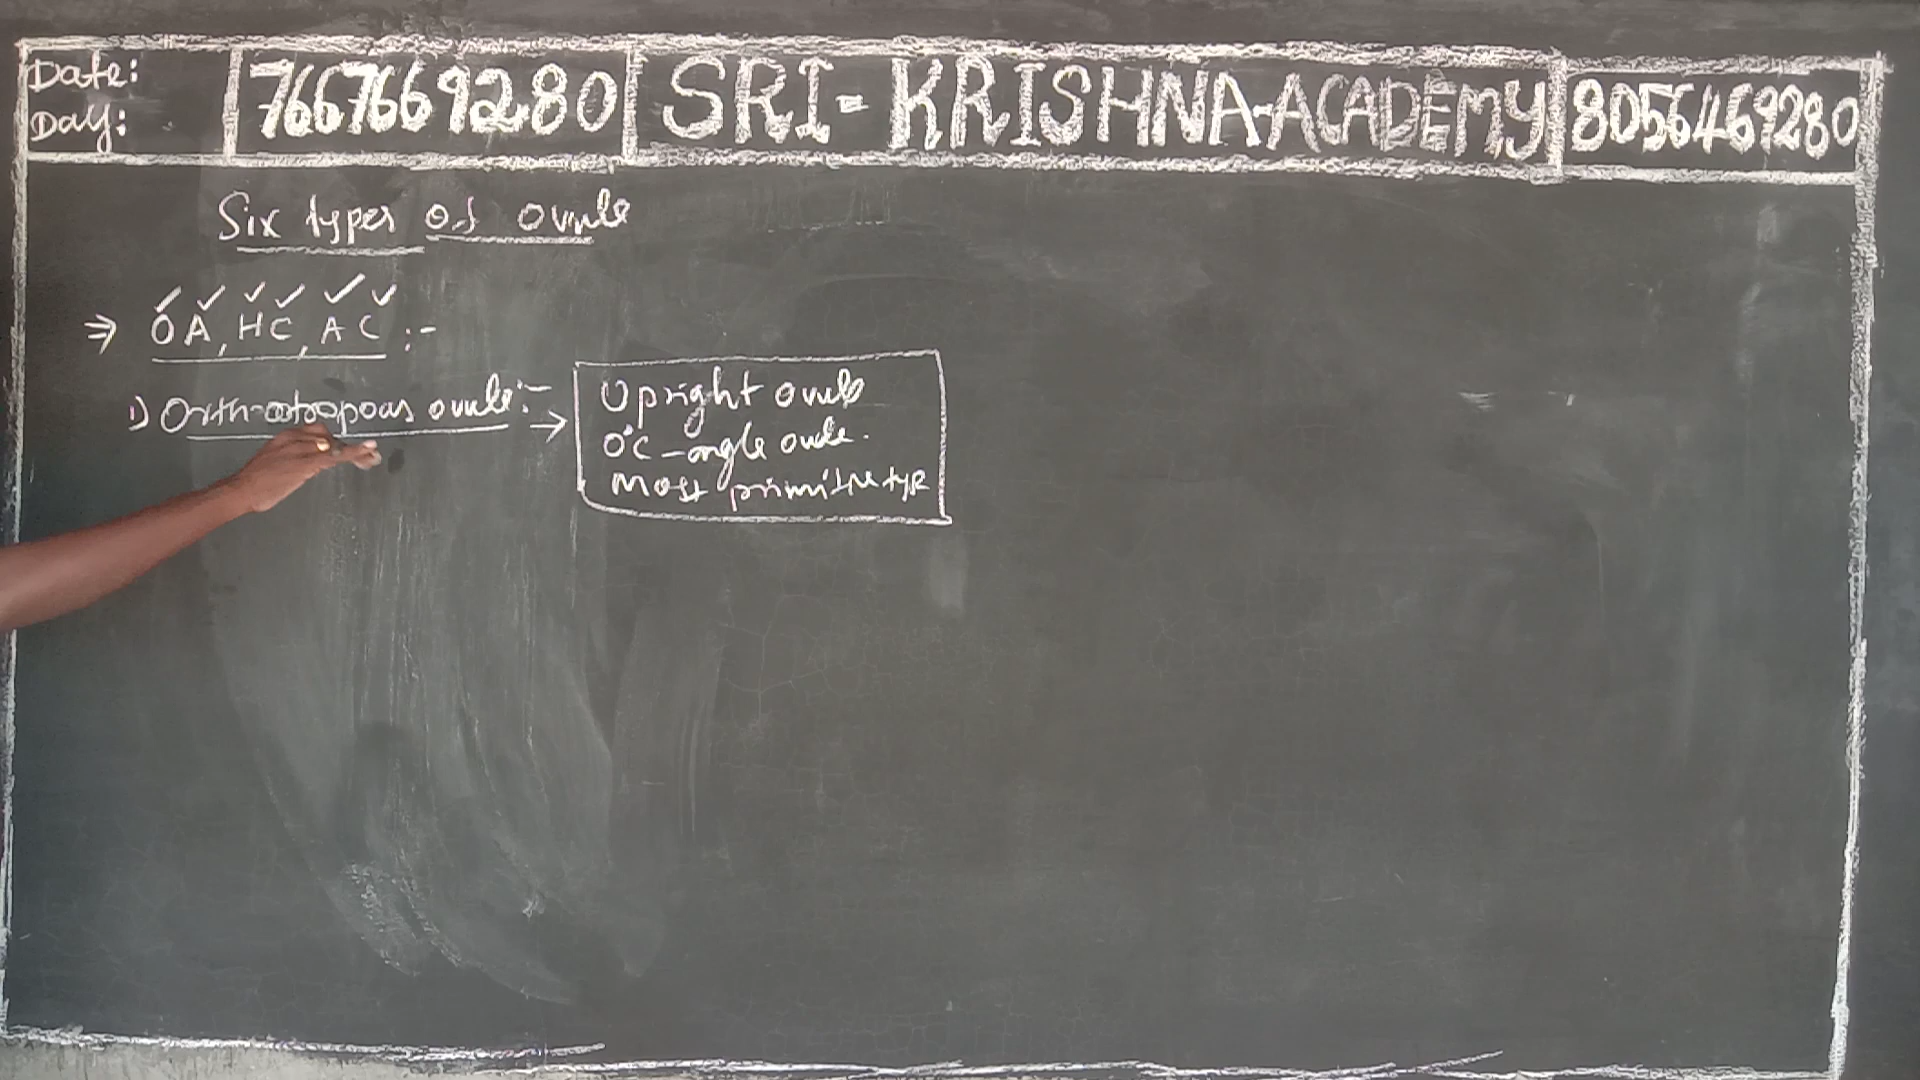 Date:
Day:
7667669280
SRI-KRISHNA-ACADEMY
8056469280
Six types of ovule
⇒ OA, HC, AC :-
1) Orth-otropous ovule:- →
Upright ovule
0°C-angle ovule.
Most primitive type